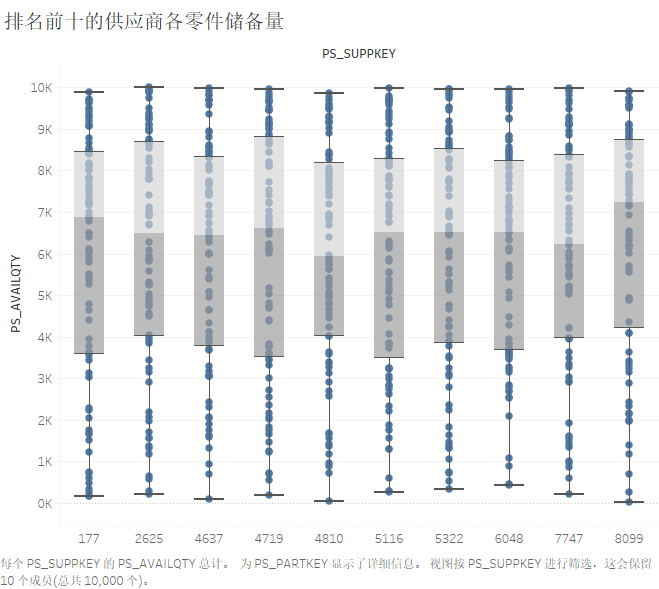 排名前十的供应商各零件储备量
PS_SUPPKEY
10K
9K
8K
7K
6K
5K
4K
3K
2K
1K
0K
PS_AVAILQTY
177 2625 4637 4719 4810 5116 5322 6048 7747 8099
每个 PS_SUPPKEY 的 PS_AVAILQTY 总计。 为 PS_PARTKEY 显示了详细信息。 视图按 PS_SUPPKEY 进行筛选，这会保留
10 个成员(总共 10,000 个)。